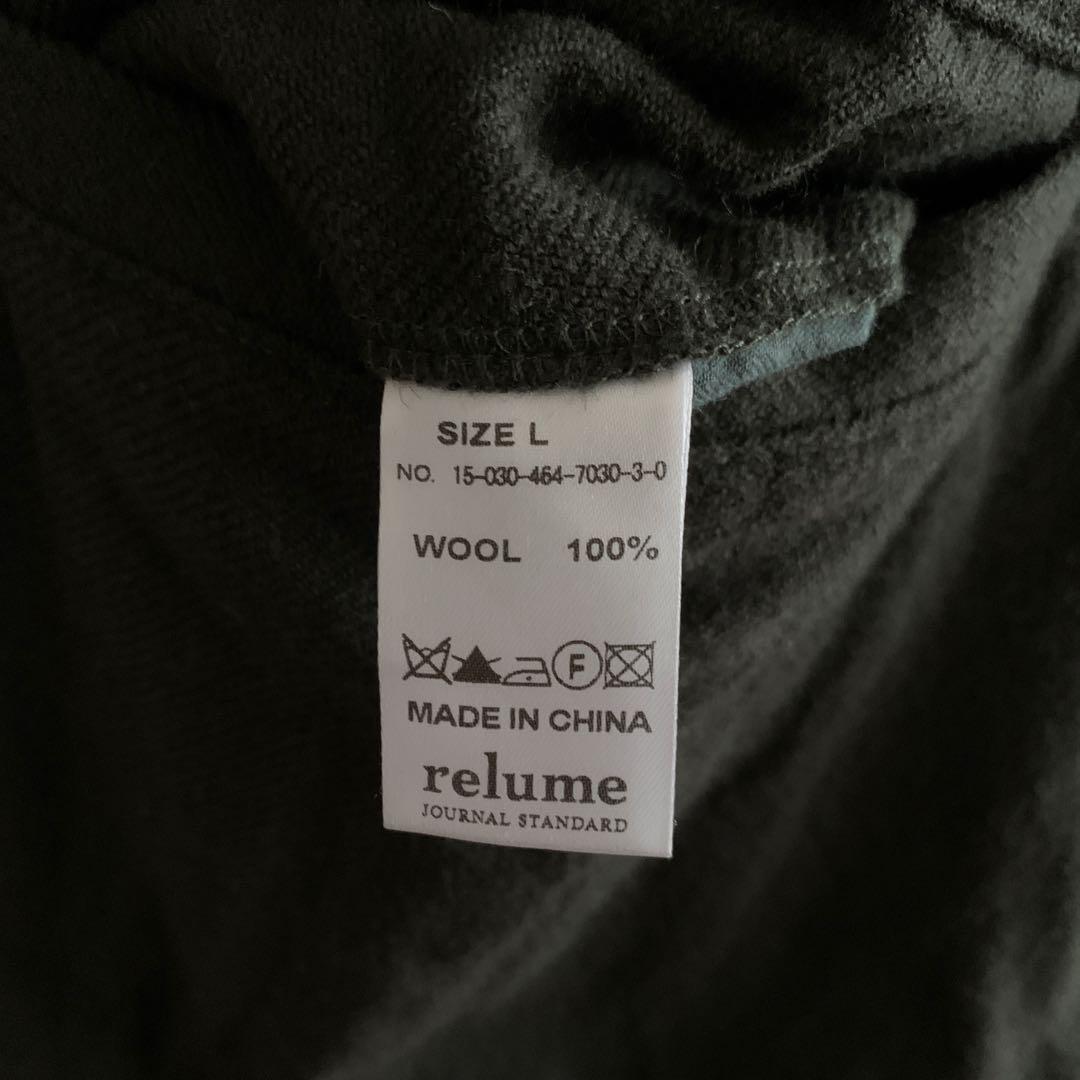 SIZE L
NO. 15-030-464-7030-3-0
WOOL 100%
F
MADE IN CHINA
relume
JOURNAL STANDARD